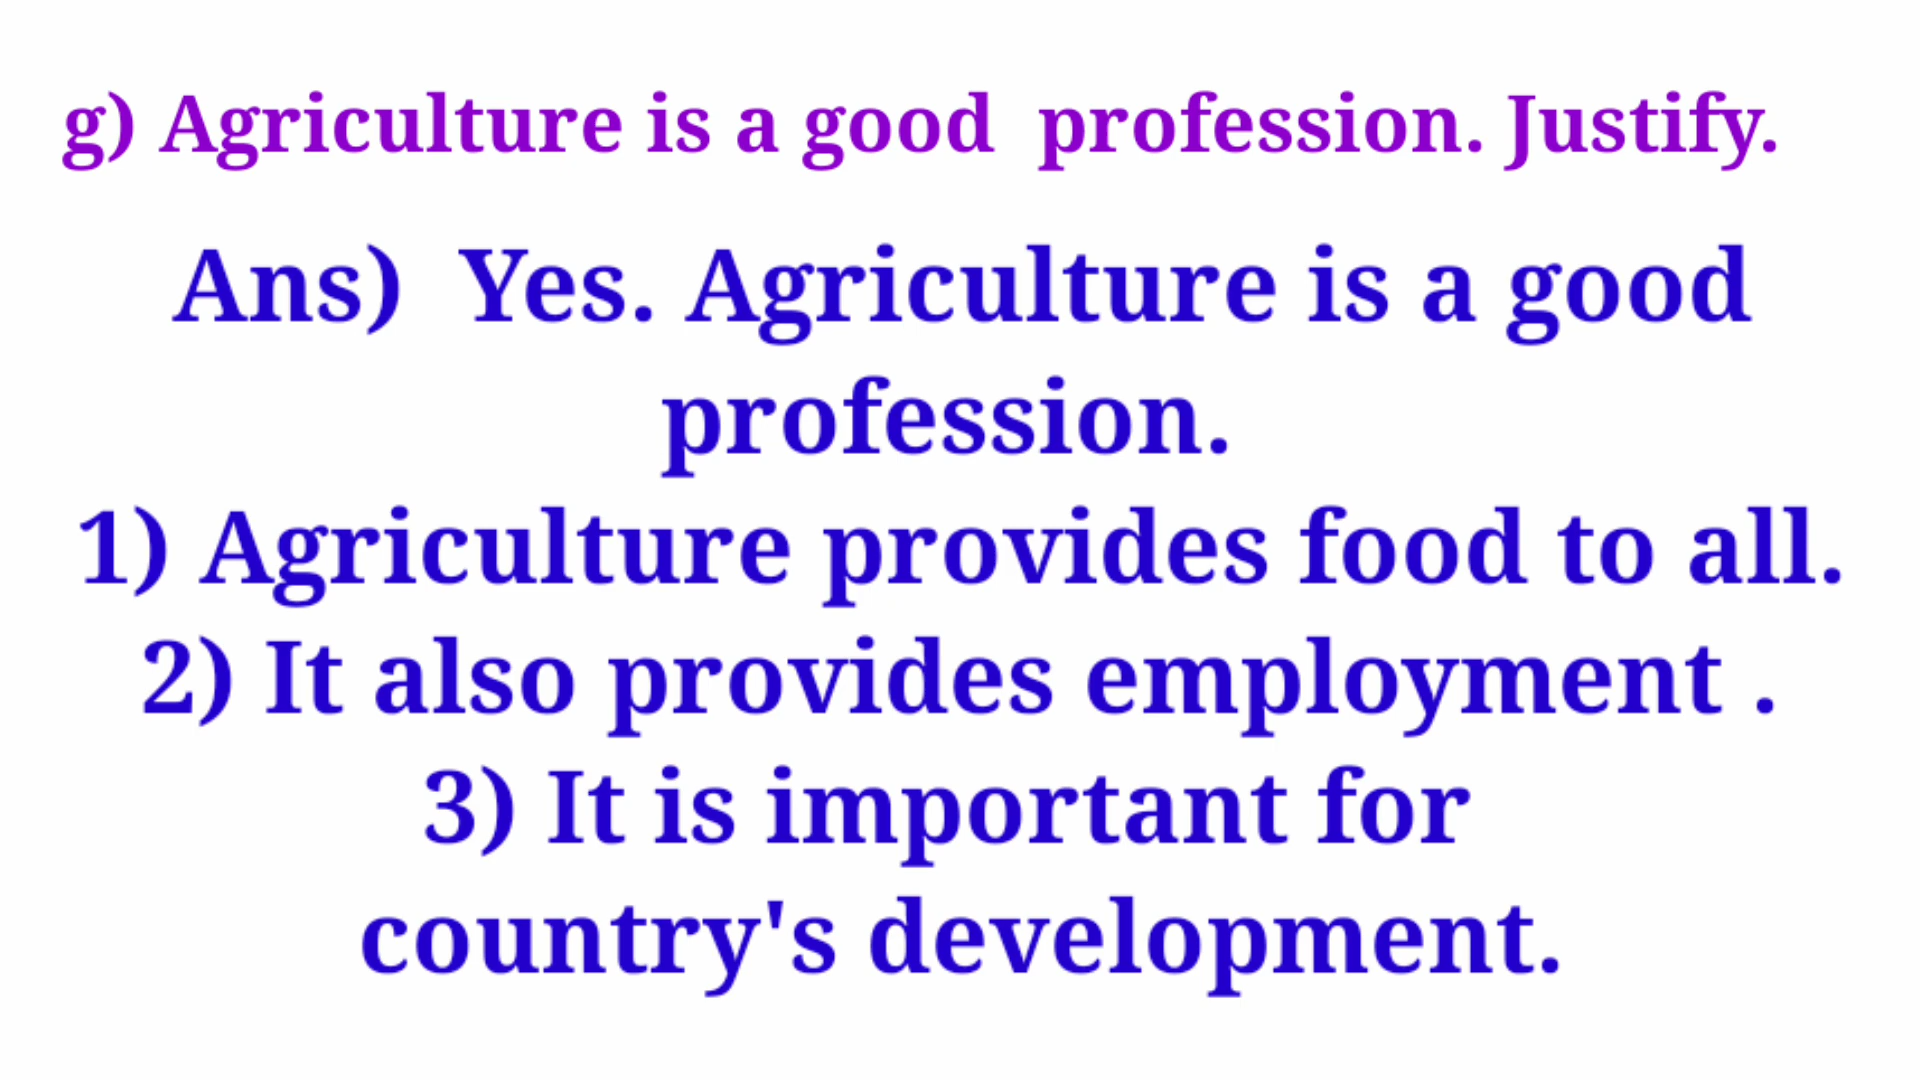 g) Agriculture is a good  profession. Justify.
Ans)  Yes. Agriculture is a good
profession.
1) Agriculture provides food to all.
2) It also provides employment .
3) It is important for
country's development.